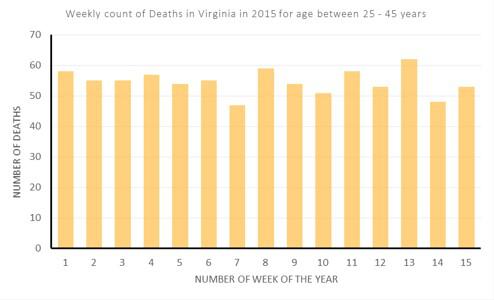 Weekly count of Deaths in Virginia in 2015 for age between 25 - 45 years
NUMBER OF DEATHS
70
60
50
40
30
20
10
0
1 2 3 4 5 6 7 8 9 10 11 12 13 14 15
NUMBER OF WEEK OF THE YEAR